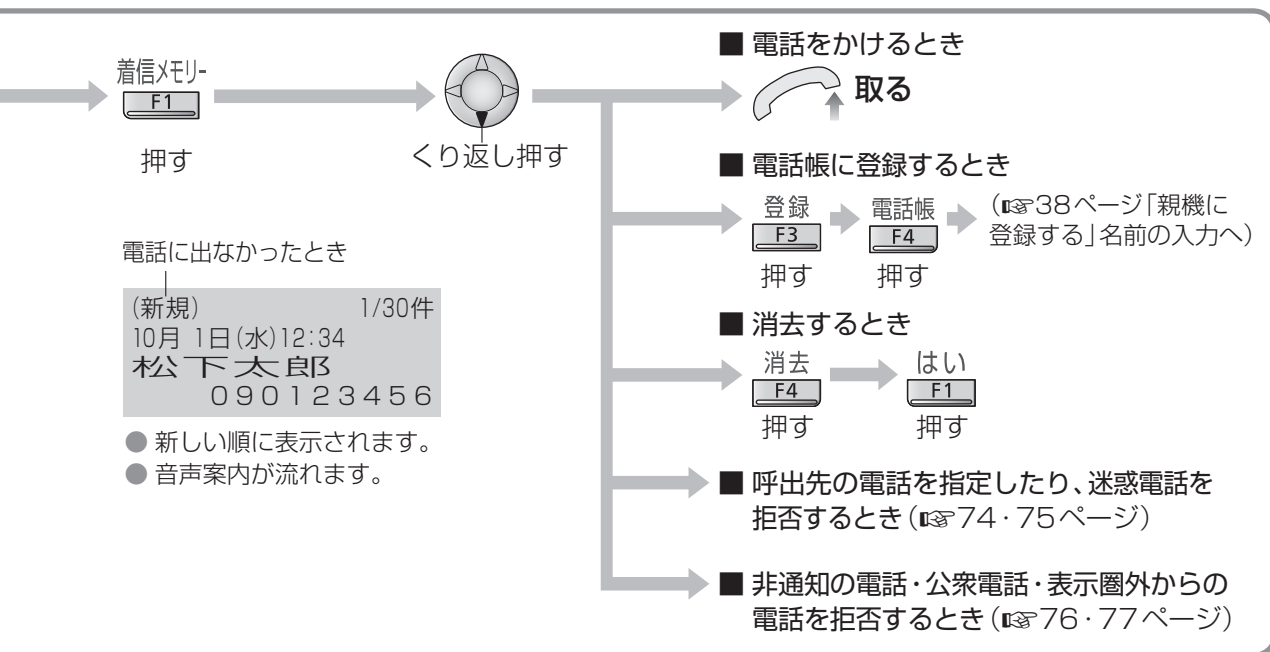 着信メモリー
F1
押す
くり返し押す
電話に出なかったとき
(新規) 1/30件
10月 1日(水)12:34
松下太郎
090123456
● 新しい順に表示されます。
● 音声案内が流れます。
■ 電話をかけるとき
取る
■ 電話帳に登録するとき
登録 電話帳 (☞38ページ「親機に
F3 F4 登録する」名前の入力へ)
押す 押す
■ 消去するとき
消去 はい
F4 F1
押す 押す
■ 呼出先の電話を指定したり、迷惑電話を
拒否するとき(☞74・75ページ)
■ 非通知の電話・公衆電話・表示圏外からの
電話を拒否するとき(☞76・77ページ)